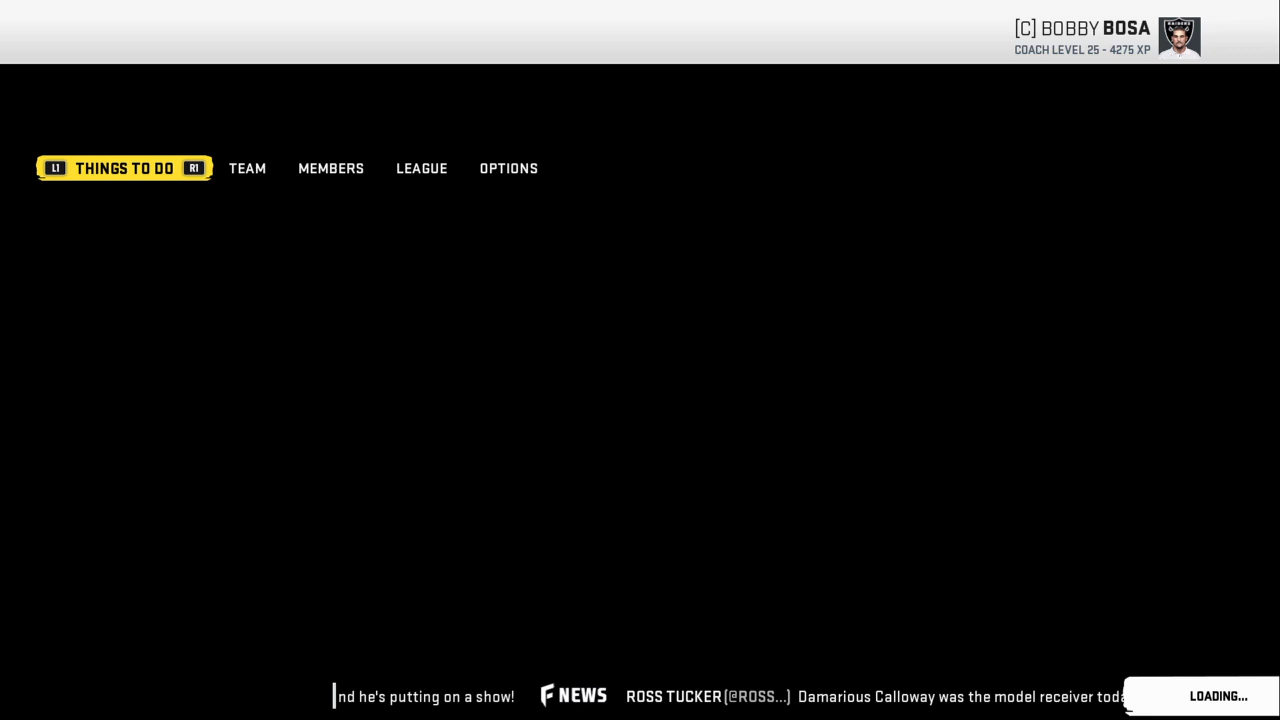 [C] BOBBY BOSA
COACH LEVEL 25 - 4275 XP
RAIDERS
L1 THINGS TO DO R1 TEAM MEMBERS LEAGUE OPTIONS
nd he's putting on a show! F NEWS ROSS TUCKER (@ROSS...) Damarious Calloway was the model receiver toda
LOADING...